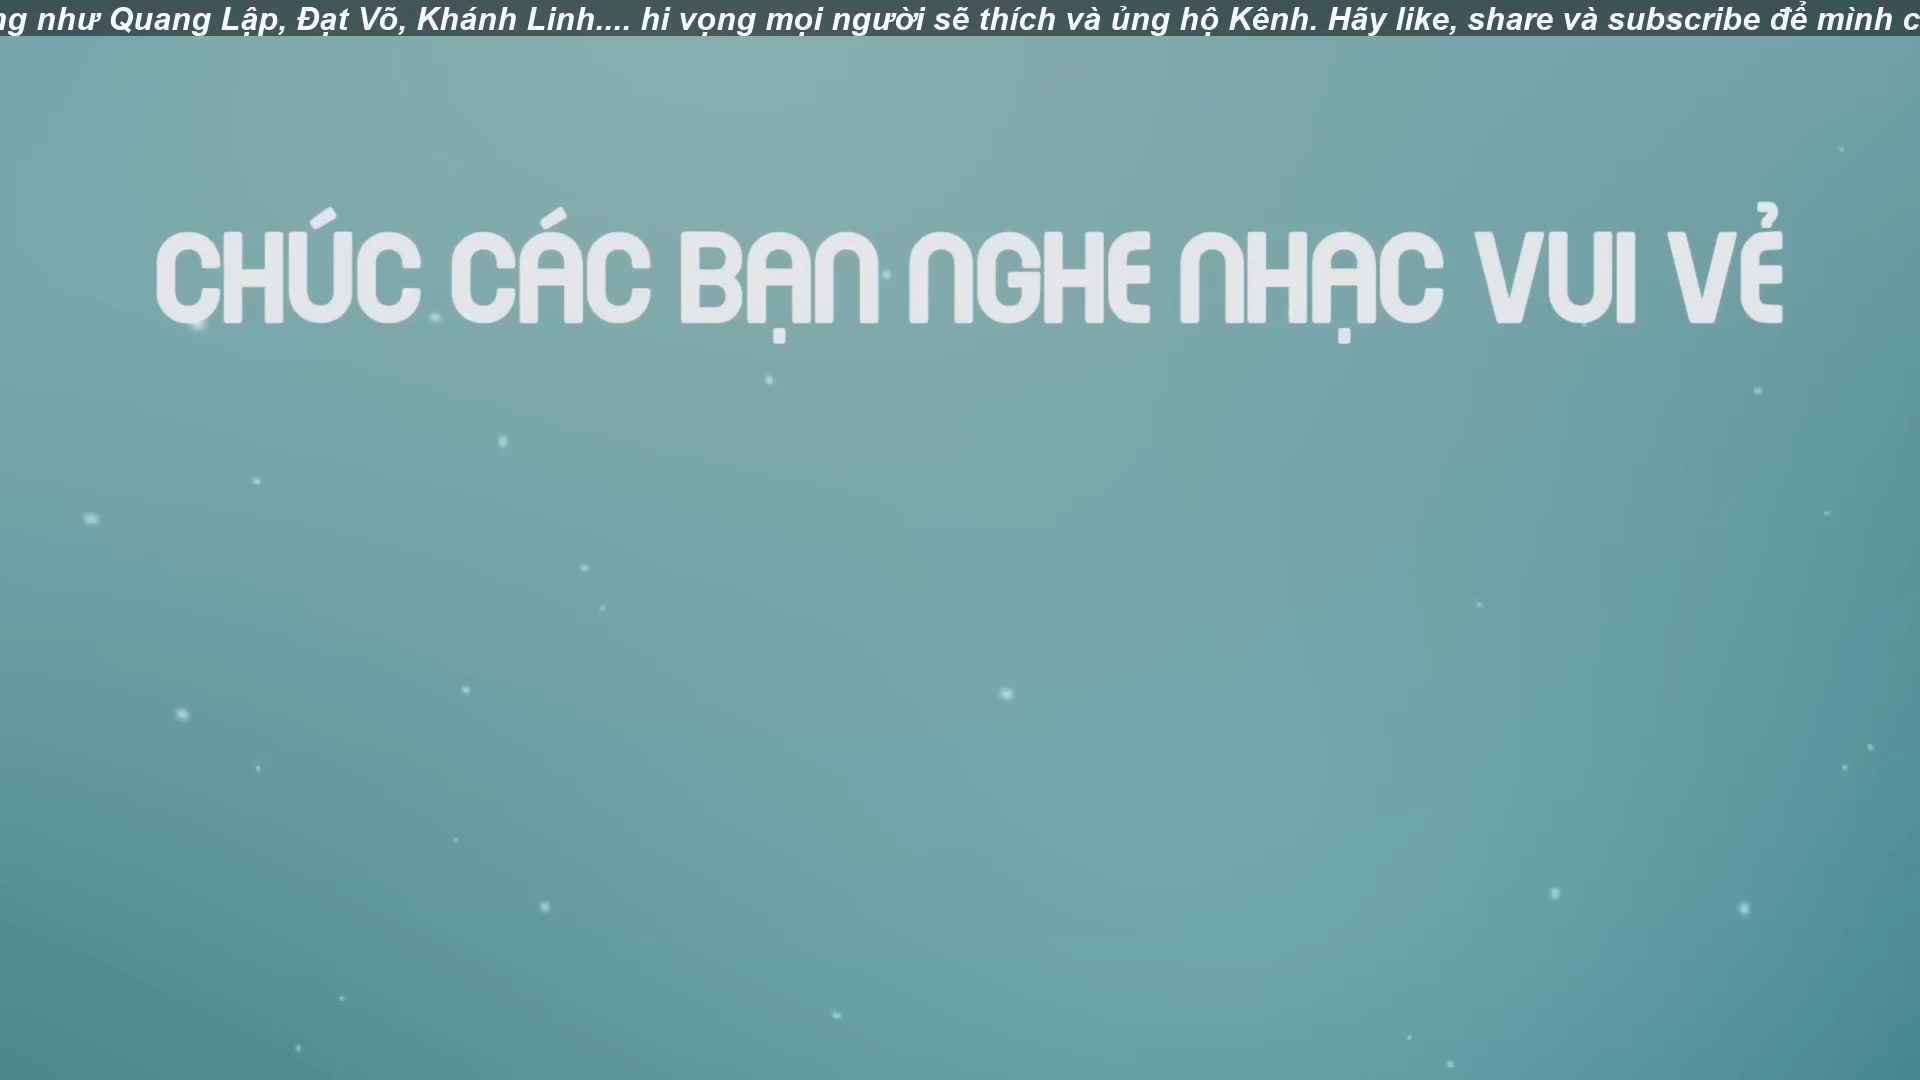 như Quang Lập, Đạt Võ, Khánh Linh.... hi vọng mọi người sẽ thích và ủng hộ Kênh. Hãy like, share và subscribe để mình
CHÚC CÁC BẠN NGHE NHẠC VUI VẺ